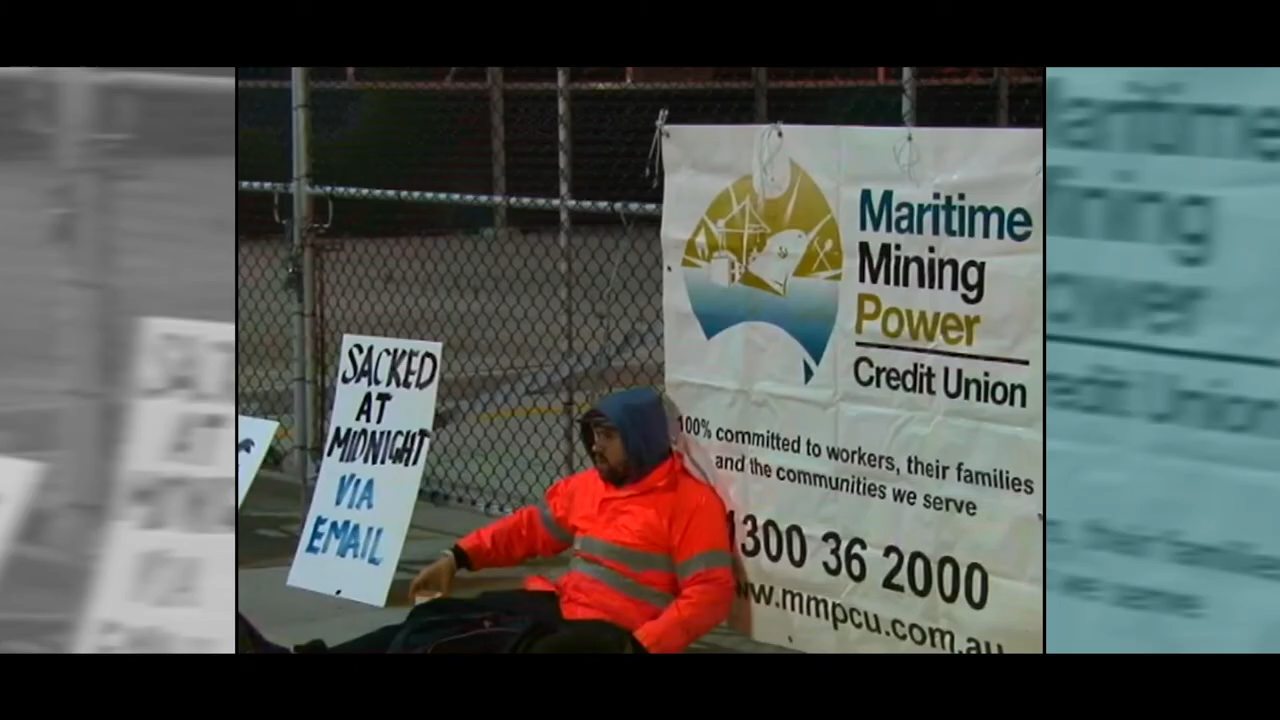 SACKED
AT
MIDNIGHT
VIA
EMAIL
Maritime
Mining
Power
Credit Union
100% committed to workers, their families
and the communities we serve
1300 36 2000
www.mmpcu.com.au